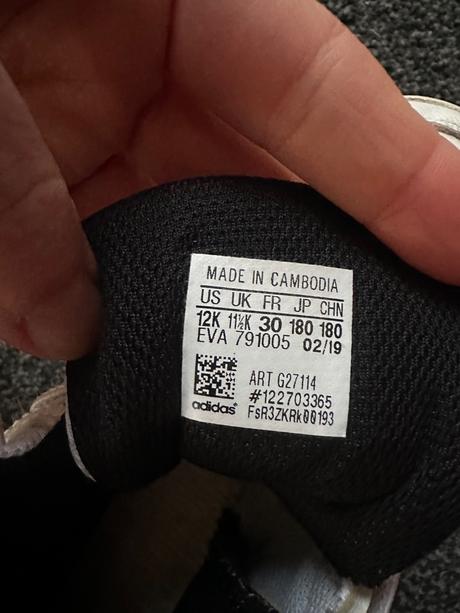 MADE IN CAMBODIA
US UK FR JP CHN
12K 11½K 30 180 180
EVA 791005 02/19
ART G27114
#122703365
adidas FsR3ZKRk00193